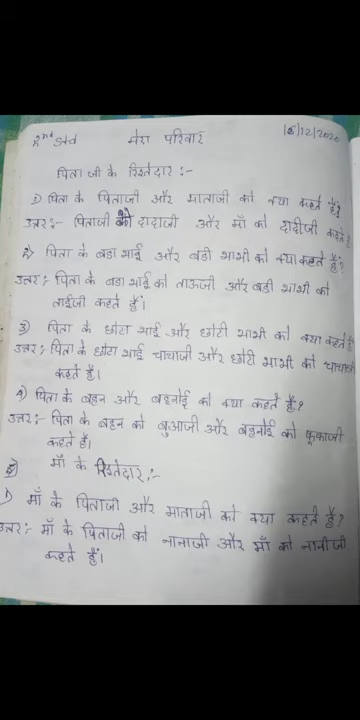 2nd Std मेरा परिवार 16/12/2020
पिता जी के रिश्तेदार :-
1) पिता के पिताजी और माताजी को क्या कहते हैं?
उत्तर :- पिताजी को दादाजी और माँ को दादीजी कहते है
2) पिता के बडा भाई और बडी भाभी को क्या कहते हैं?
उत्तर :- पिता के बडा भाई को ताऊजी और बडी भाभी को
ताईजी कहते हैं।
3) पिता के छोटा भाई और छोटी भाभी को क्या कहते हैं
उत्तर :- पिता के छोटा भाई चाचाजी और छोटी भाभी को चाचीजी
कहते हैं।
4) पिता के बहन और बहनोई को क्या कहते हैं?
उत्तर :- पिता के बहन को बुआजी और बहनोई को फूफाजी
कहते हैं।
माँ के रिश्तेदार :-
1) माँ के पिताजी और माताजी को क्या कहते हैं?
उत्तर :- माँ के पिताजी को नानाजी और माँ को नानीजी
कहते हैं।